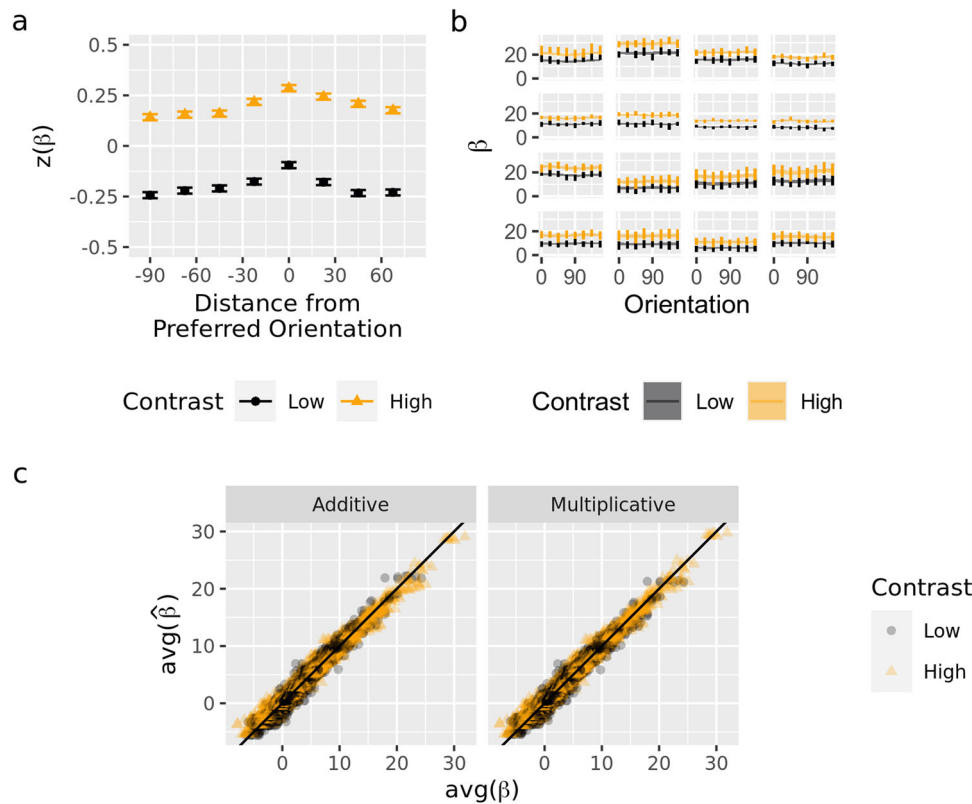 a
0.5
0.25
0
-0.25
-0.5
z(β)
-90 -60 -30 0 30 60
Distance from
Preferred Orientation
Contrast Low High
b
20
0
20
0
20
0
20
0
β
0 90 0 90 0 90 0 90
Orientation
Contrast Low High
c
Additive Multiplicative
30
20
10
0
avg(β̂)
0 10 20 30 0 10 20 30
avg(β)
Contrast
Low
High